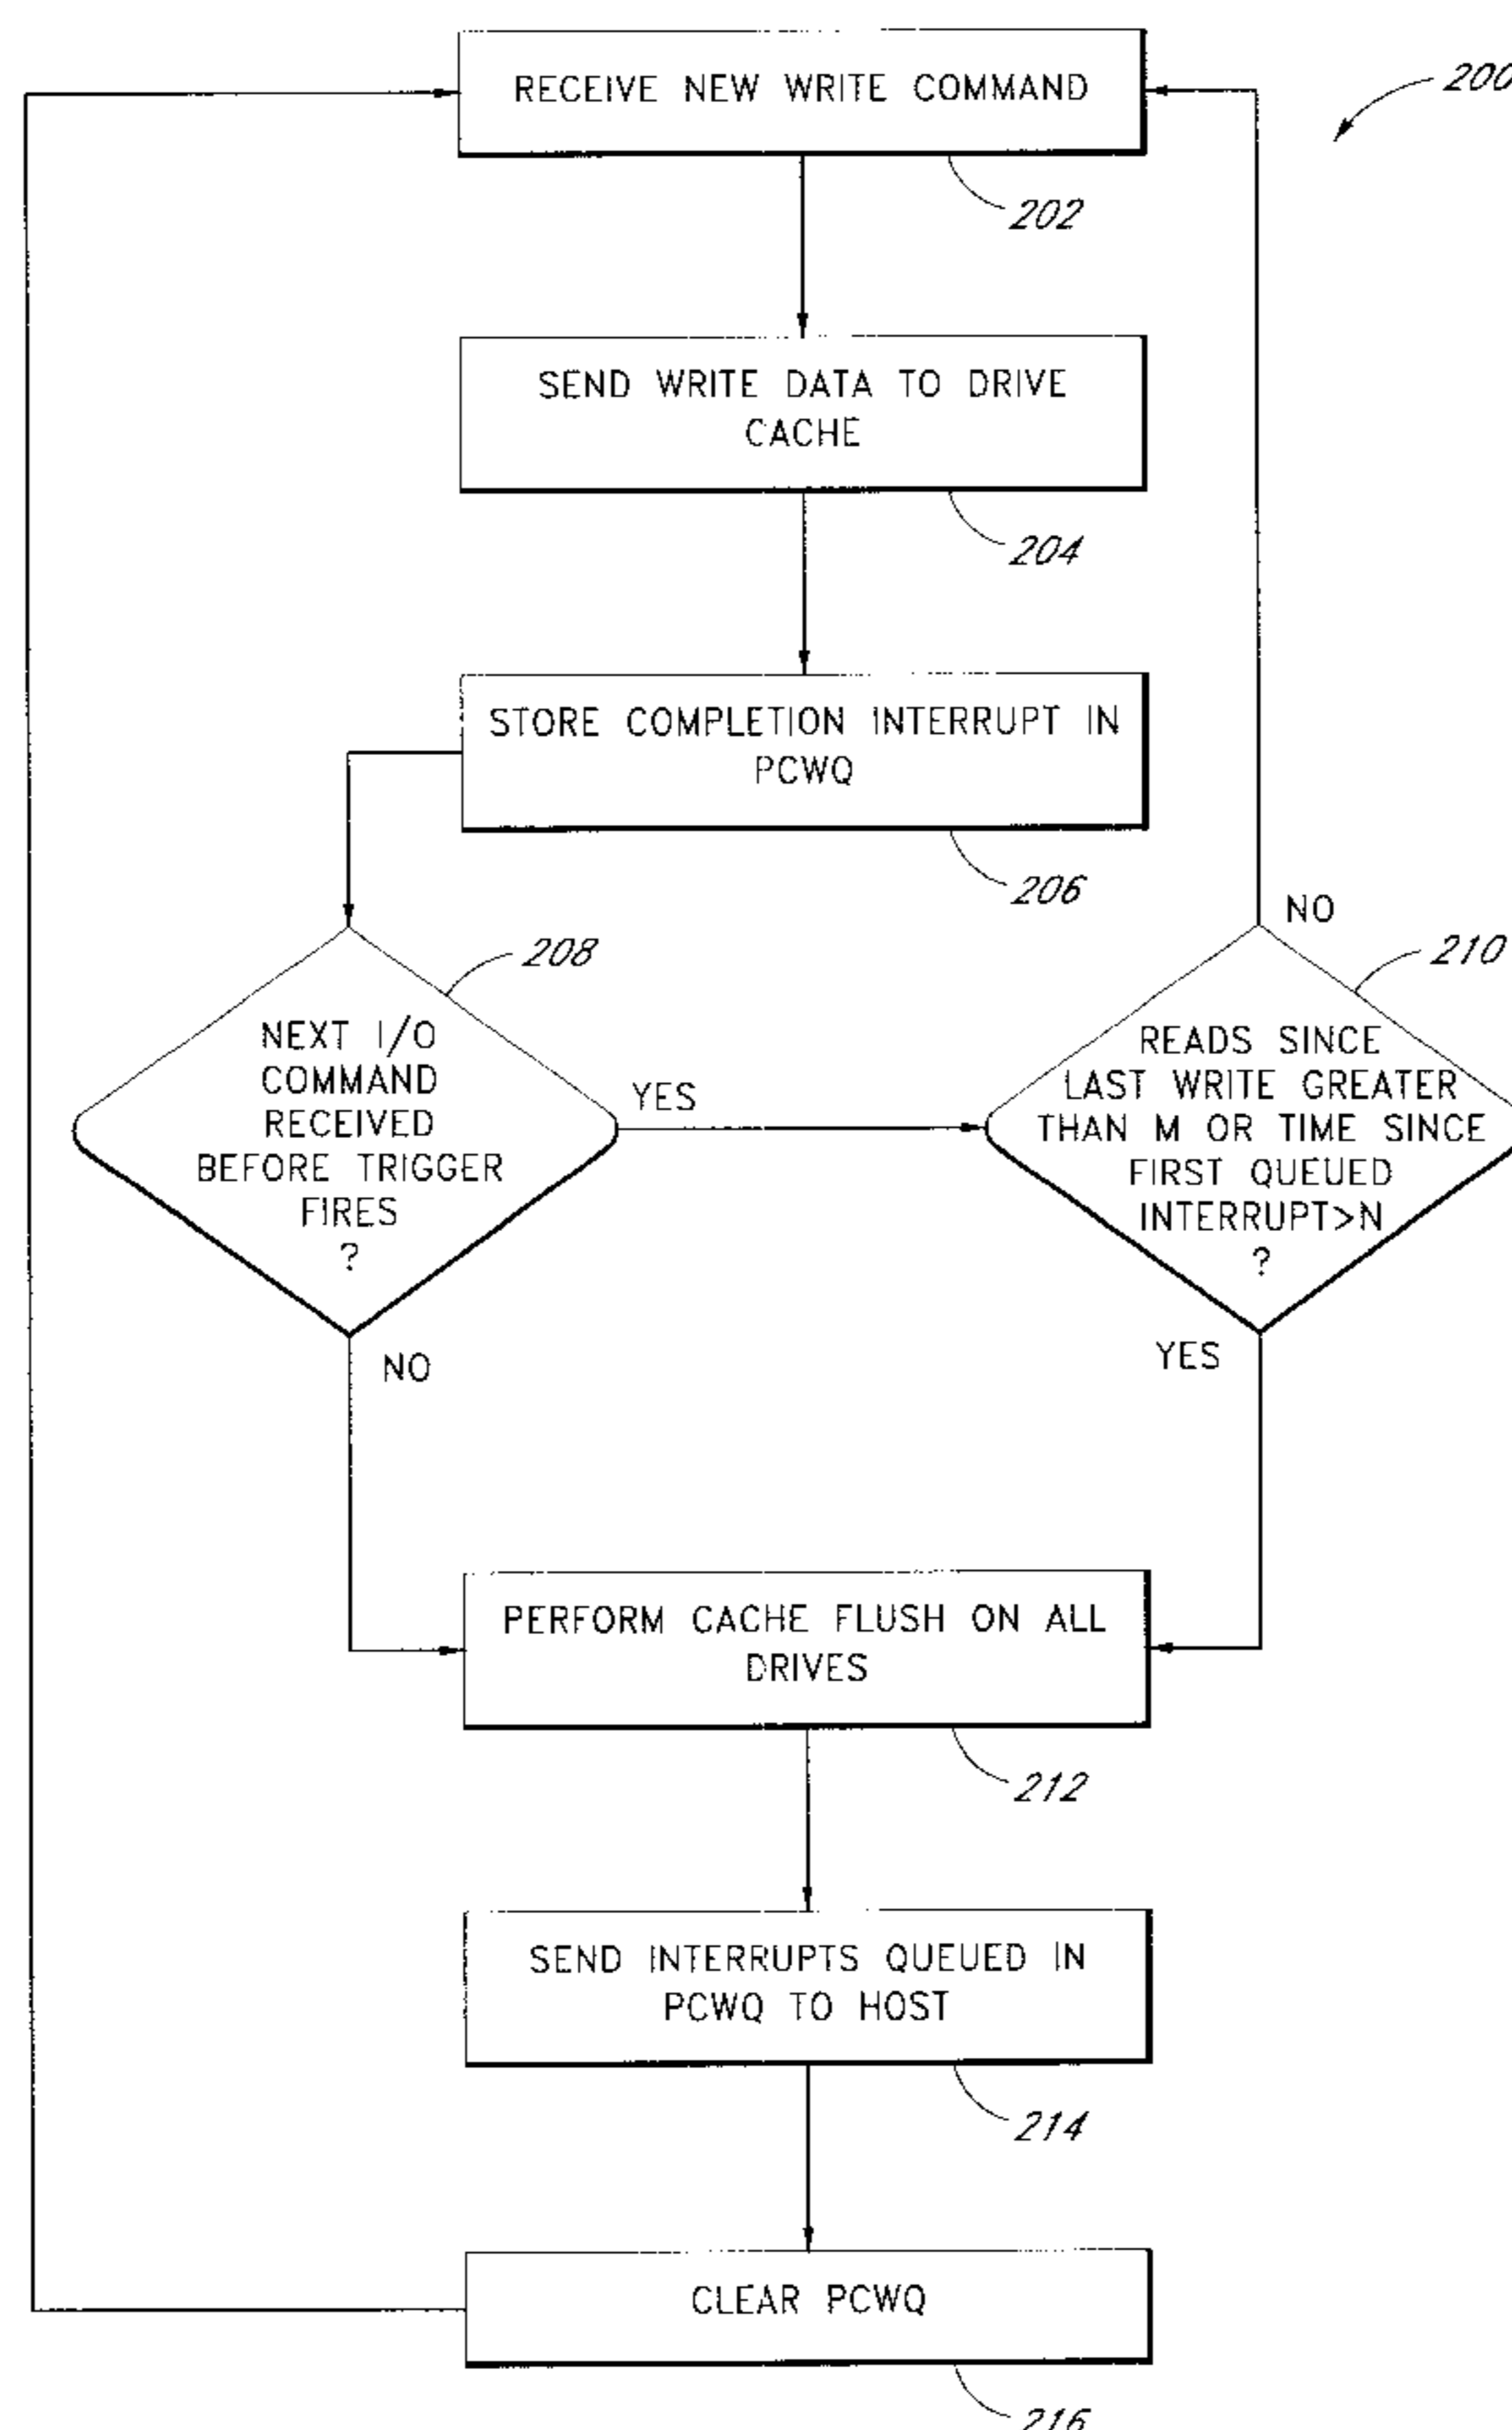 RECEIVE NEW WRITE COMMAND
200
202
SEND WRITE DATA TO DRIVE
CACHE
204
STORE COMPLETION INTERRUPT IN
PCWQ
206
208
NEXT I/O
COMMAND
RECEIVED
BEFORE TRIGGER
FIRES
?
YES
NO
NO
210
READS SINCE
LAST WRITE GREATER
THAN M OR TIME SINCE
FIRST QUEUED
INTERRUPT>N
?
YES
PERFORM CACHE FLUSH ON ALL
DRIVES
212
SEND INTERRUPTS QUEUED IN
PCWQ TO HOST
214
CLEAR PCWQ
216